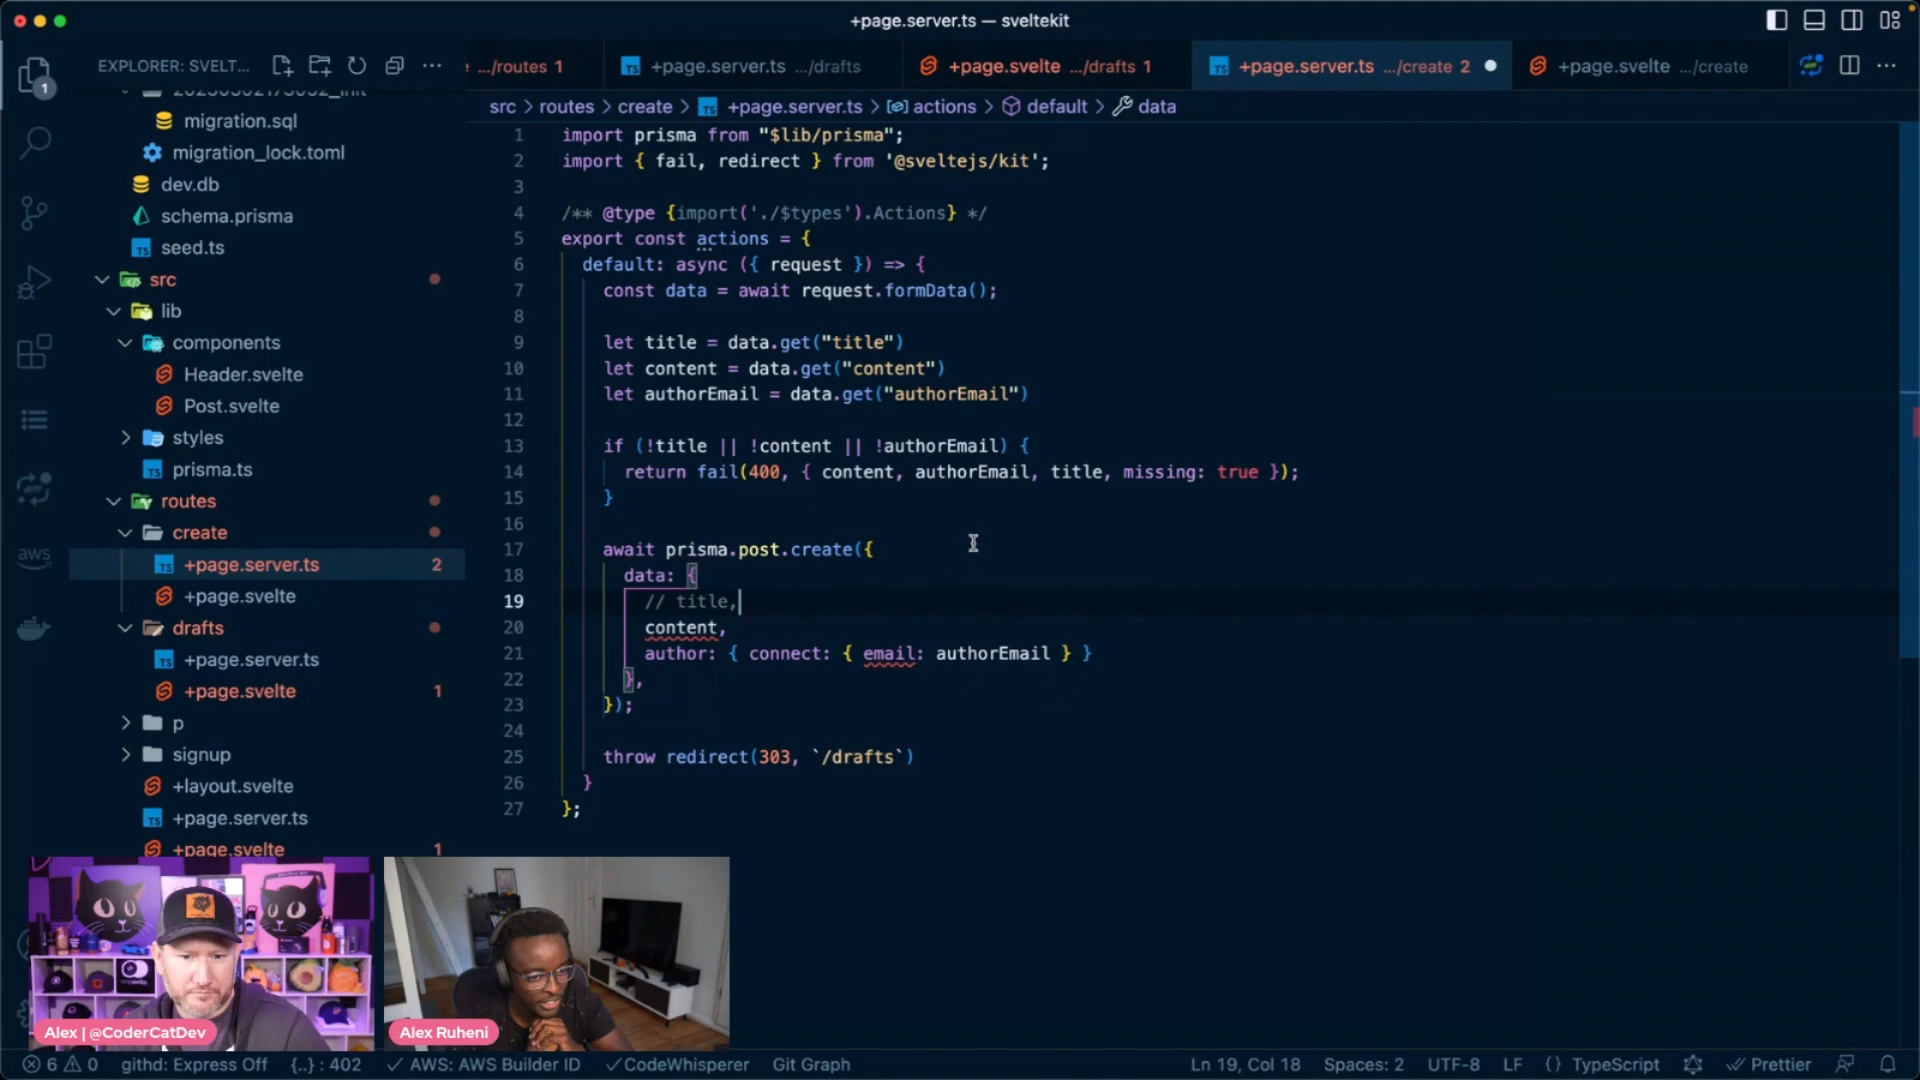 +page.server.ts — sveltekit
EXPLORER: SVELT...
.../routes 1
+page.server.ts .../drafts
+page.svelte .../drafts 1
+page.server.ts .../create 2
+page.svelte .../create
1
src > routes > create > +page.server.ts > actions > default > data
migration.sql
migration_lock.toml
dev.db
schema.prisma
seed.ts
src
lib
components
Header.svelte
Post.svelte
styles
prisma.ts
routes
create
+page.server.ts 2
+page.svelte
drafts
+page.server.ts
+page.svelte 1
p
signup
+layout.svelte
+page.server.ts
+page.svelte 1
aws
1 import prisma from "$lib/prisma";
2 import { fail, redirect } from '@sveltejs/kit';
3
4 /** @type {import('./$types').Actions} */
5 export const actions = {
6 default: async ({ request }) => {
7 const data = await request.formData();
8
9 let title = data.get("title")
10 let content = data.get("content")
11 let authorEmail = data.get("authorEmail")
12
13 if (!title || !content || !authorEmail) {
14 return fail(400, { content, authorEmail, title, missing: true });
15 }
16
17 await prisma.post.create({
18 data: {
19 // title,
20 content,
21 author: { connect: { email: authorEmail } }
22 },
23 });
24
25 throw redirect(303, `/drafts`)
26 }
27 };
Alex | @CoderCatDev
Alex Ruheni
6 0 githd: Express Off {..} : 402 AWS: AWS Builder ID CodeWhisperer Git Graph
Ln 19, Col 18 Spaces: 2 UTF-8 LF {} TypeScript Prettier